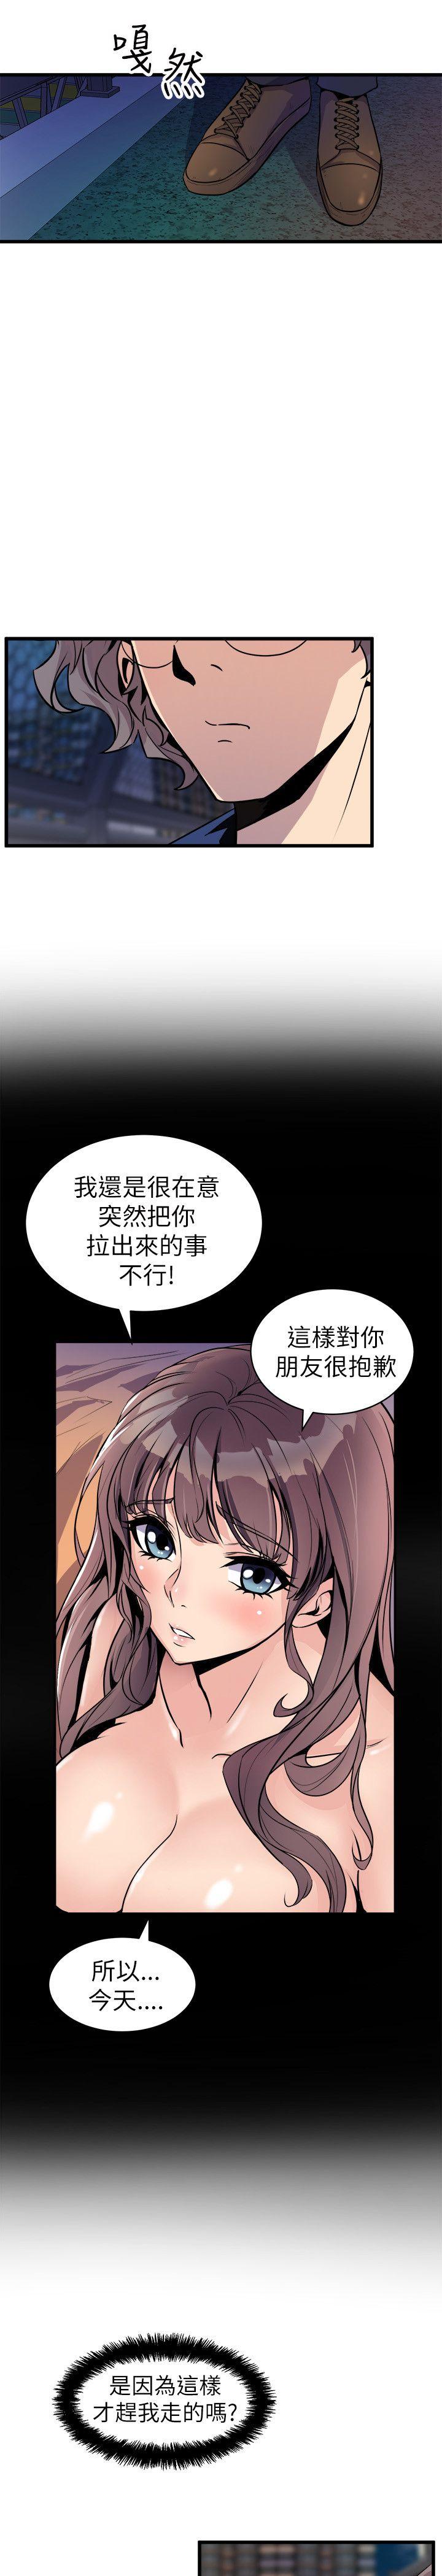 嘎然
我還是很在意
突然把你
拉出來的事
不行!
這樣對你
朋友很抱歉
所以...
今天....
是因為這樣
才趕我走的嗎?